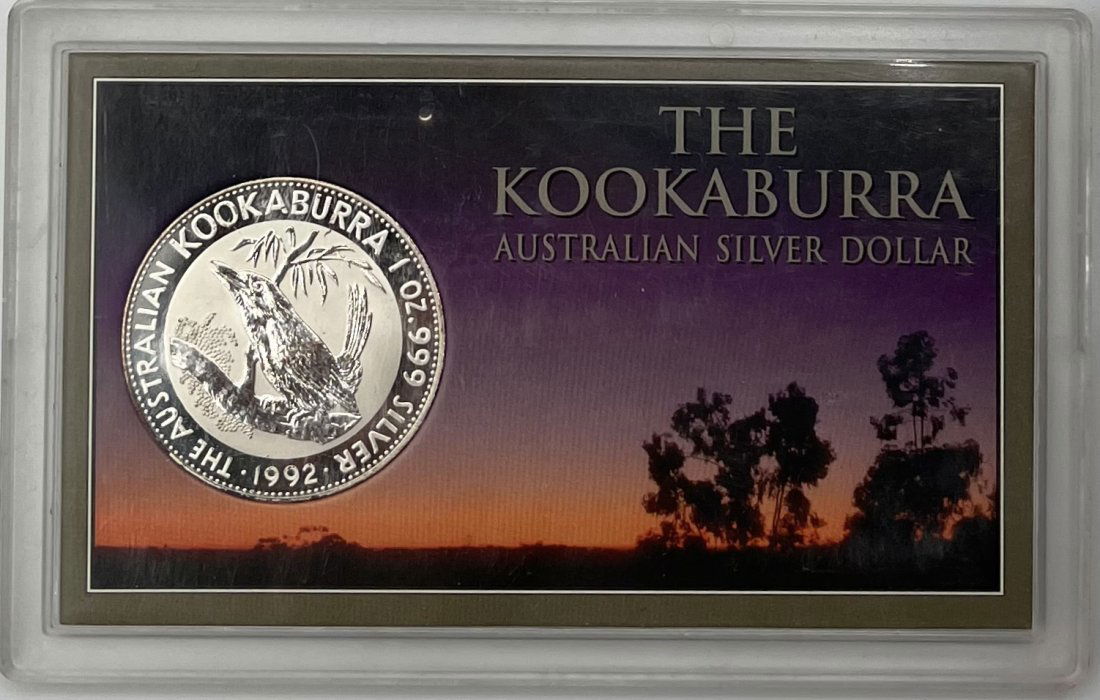 THE
KOOKABURRA
AUSTRALIAN SILVER DOLLAR
THE AUSTRALIAN KOOKABURRA 1 OZ. 999 SILVER
· 1992 ·